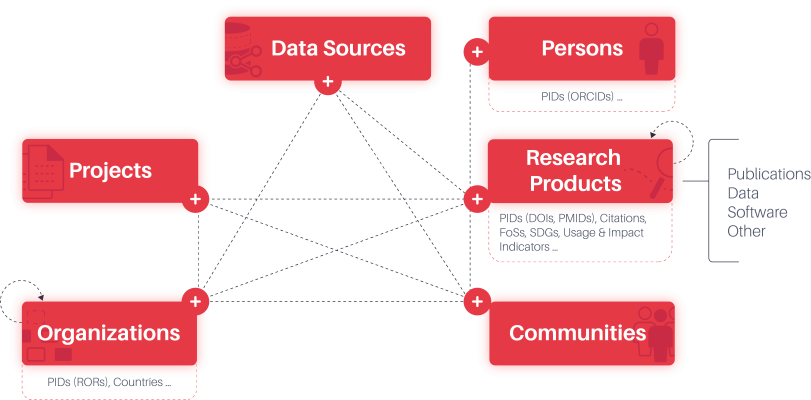 Data Sources
Persons
PIDs (ORCIDs) ...
Projects
Research
Products
PIDs (DOIs, PMIDs), Citations,
FoSs, SDGs, Usage & Impact
Indicators ...
Publications
Data
Software
Other
Organizations
PIDs (RORs), Countries ...
Communities